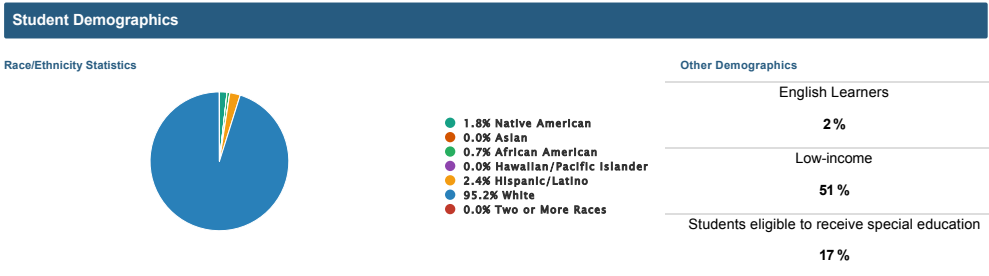 Student Demographics
Race/Ethnicity Statistics
1.8% Native American
0.0% Asian
0.7% African American
0.0% Hawaiian/Pacific Islander
2.4% Hispanic/Latino
95.2% White
0.0% Two or More Races
Other Demographics
English Learners
2 %
Low-income
51 %
Students eligible to receive special education
17 %